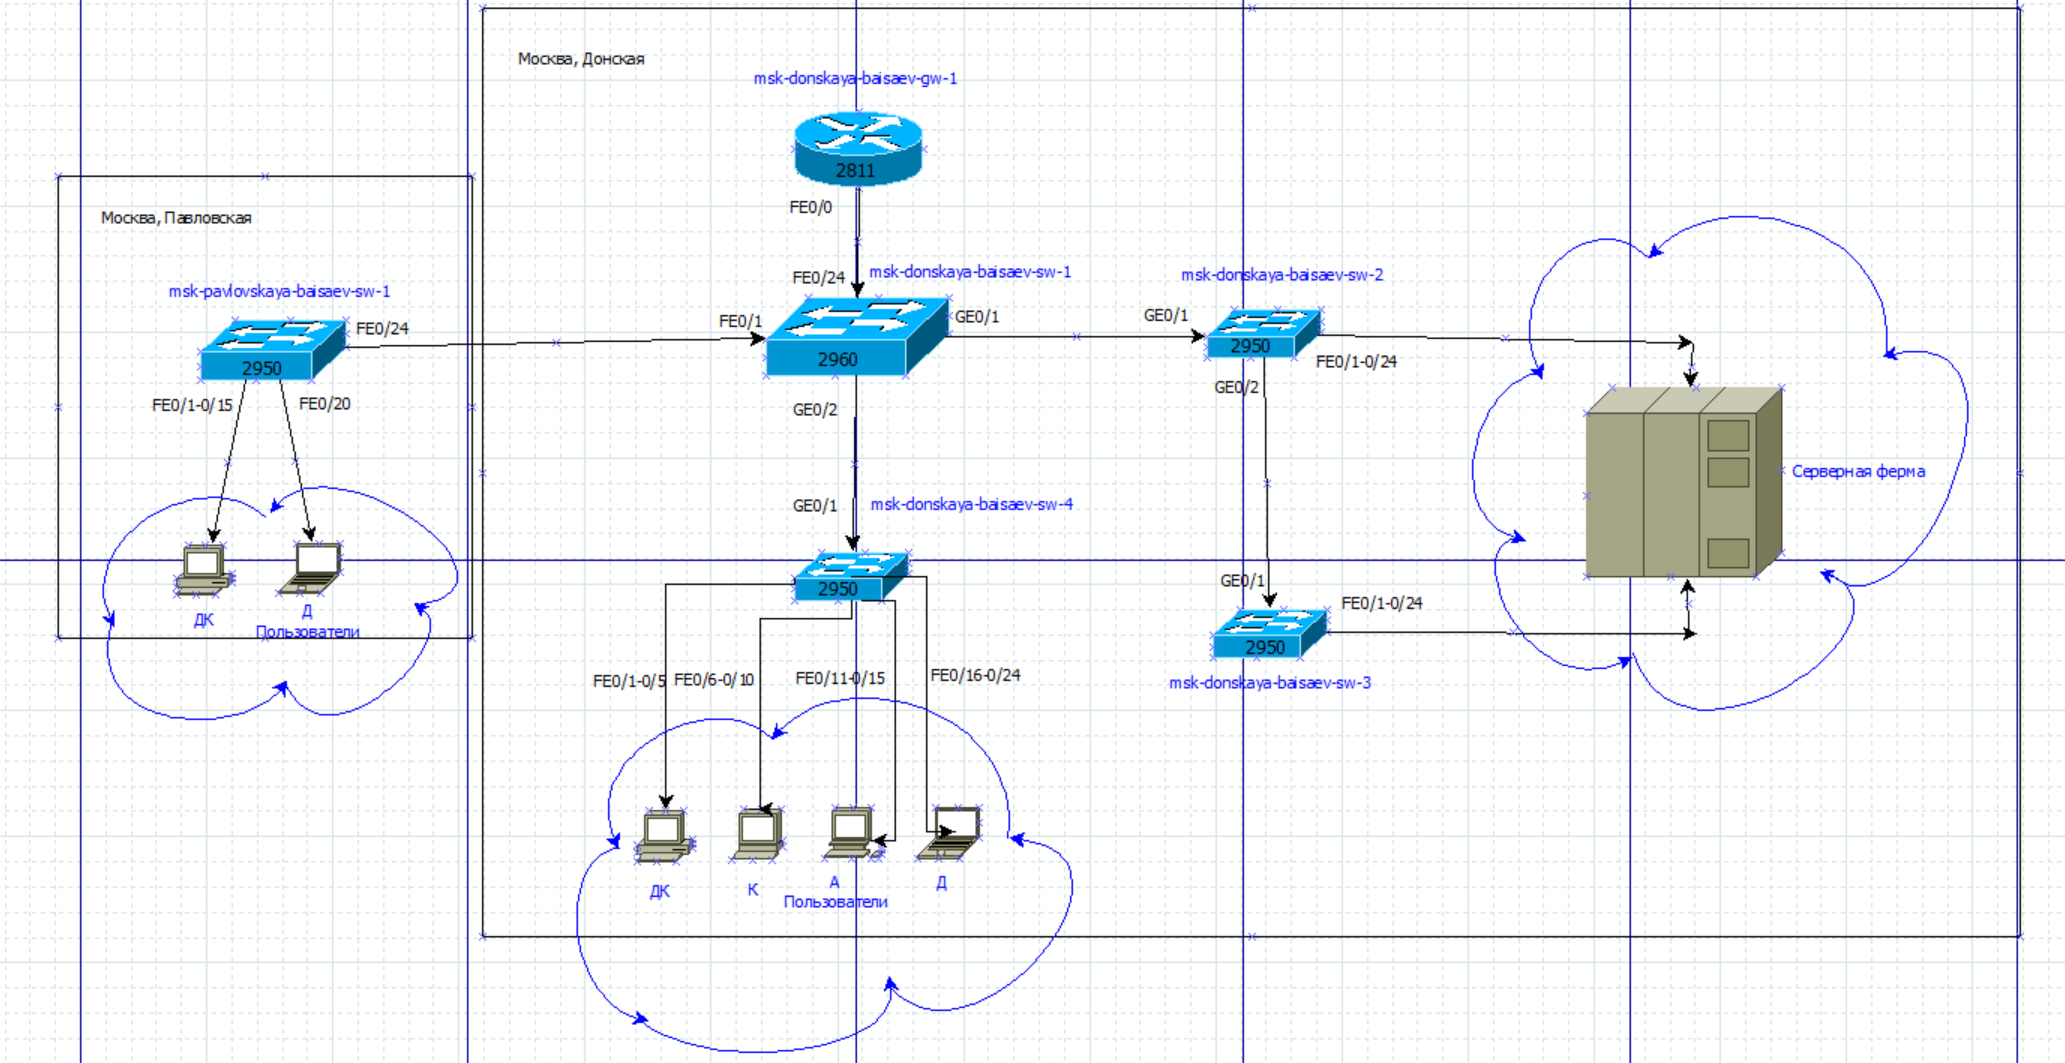 Москва, Донская
msk-donskaya-baisaev-gw-1
2811
FE0/0
Москва, Павловская
msk-pavlovskaya-baisaev-sw-1
2950
FE0/24
FE0/1-0/15
FE0/20
ДК
Д
Пользователи
FE0/24
msk-donskaya-baisaev-sw-1
FE0/1
2960
GE0/1
GE0/2
GE0/1
msk-donskaya-baisaev-sw-2
2950
FE0/1-0/24
GE0/2
Серверная ферма
GE0/1
msk-donskaya-baisaev-sw-4
2950
GE0/1
FE0/1-0/24
2950
msk-donskaya-baisaev-sw-3
FE0/1-0/5
FE0/6-0/10
FE0/11-0/15
FE0/16-0/24
ДК
К
А
Д
Пользователи